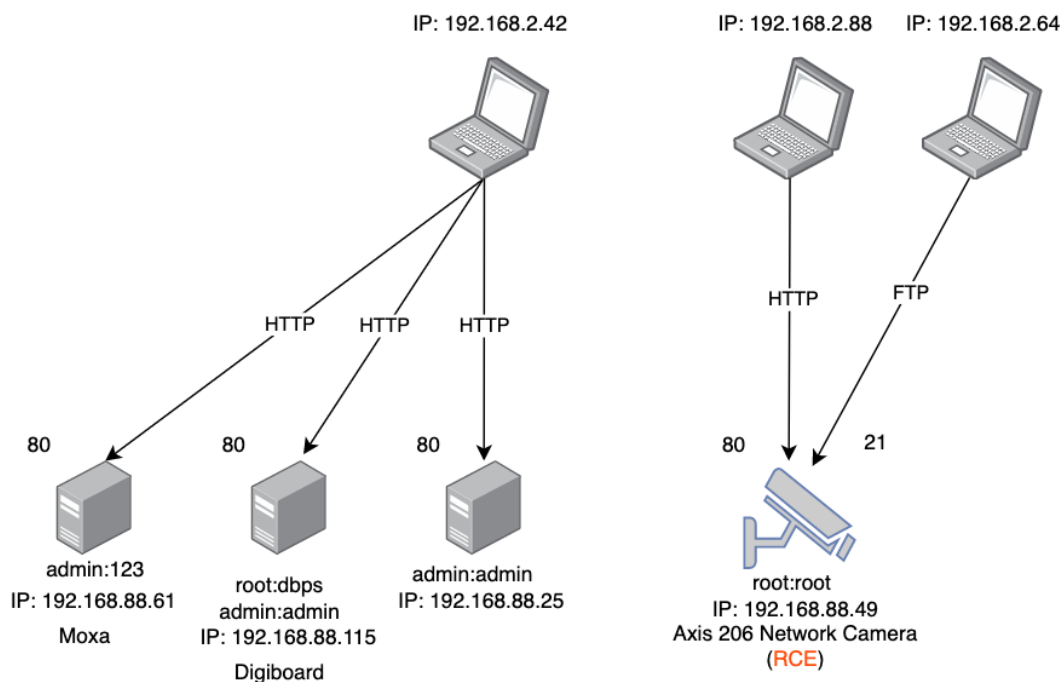 IP: 192.168.2.42
IP: 192.168.2.88
IP: 192.168.2.64
HTTP
HTTP
HTTP
HTTP
FTP
80
80
80
80
21
admin:123
IP: 192.168.88.61
Moxa
root:dbps
admin:admin
IP: 192.168.88.115
Digiboard
admin:admin
IP: 192.168.88.25
root:root
IP: 192.168.88.49
Axis 206 Network Camera
(RCE)